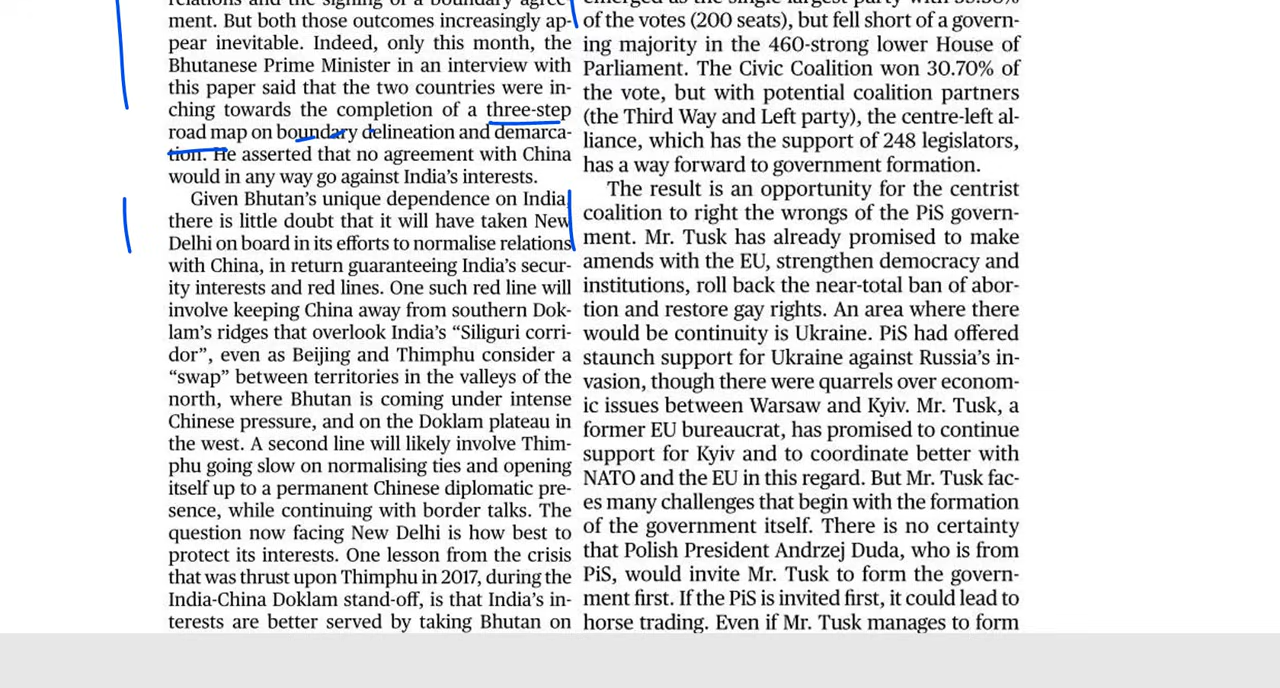 relations and the signing of a boundary agree-
ment. But both those outcomes increasingly ap-
pear inevitable. Indeed, only this month, the
Bhutanese Prime Minister in an interview with
this paper said that the two countries were in-
ching towards the completion of a three-step
road map on boundary delineation and demarca-
tion. He asserted that no agreement with China
would in any way go against India's interests.
Given Bhutan's unique dependence on India,
there is little doubt that it will have taken New
Delhi on board in its efforts to normalise relations
with China, in return guaranteeing India's secur-
ity interests and red lines. One such red line will
involve keeping China away from southern Dok-
lam's ridges that overlook India's “Siliguri corri-
dor”, even as Beijing and Thimphu consider a
“swap” between territories in the valleys of the
north, where Bhutan is coming under intense
Chinese pressure, and on the Doklam plateau in
the west. A second line will likely involve Thim-
phu going slow on normalising ties and opening
itself up to a permanent Chinese diplomatic pre-
sence, while continuing with border talks. The
question now facing New Delhi is how best to
protect its interests. One lesson from the crisis
that was thrust upon Thimphu in 2017, during the
India-China Doklam stand-off, is that India's in-
terests are better served by taking Bhutan on
emerged as the single largest party with
of the votes (200 seats), but fell short of a govern-
ing majority in the 460-strong lower House of
Parliament. The Civic Coalition won 30.70% of
the vote, but with potential coalition partners
(the Third Way and Left party), the centre-left al-
liance, which has the support of 248 legislators,
has a way forward to government formation.
The result is an opportunity for the centrist
coalition to right the wrongs of the PiS govern-
ment. Mr. Tusk has already promised to make
amends with the EU, strengthen democracy and
institutions, roll back the near-total ban of abor-
tion and restore gay rights. An area where there
would be continuity is Ukraine. PiS had offered
staunch support for Ukraine against Russia's in-
vasion, though there were quarrels over econom-
ic issues between Warsaw and Kyiv. Mr. Tusk, a
former EU bureaucrat, has promised to continue
support for Kyiv and to coordinate better with
NATO and the EU in this regard. But Mr. Tusk fac-
es many challenges that begin with the formation
of the government itself. There is no certainty
that Polish President Andrzej Duda, who is from
PiS, would invite Mr. Tusk to form the govern-
ment first. If the PiS is invited first, it could lead to
horse trading. Even if Mr. Tusk manages to form